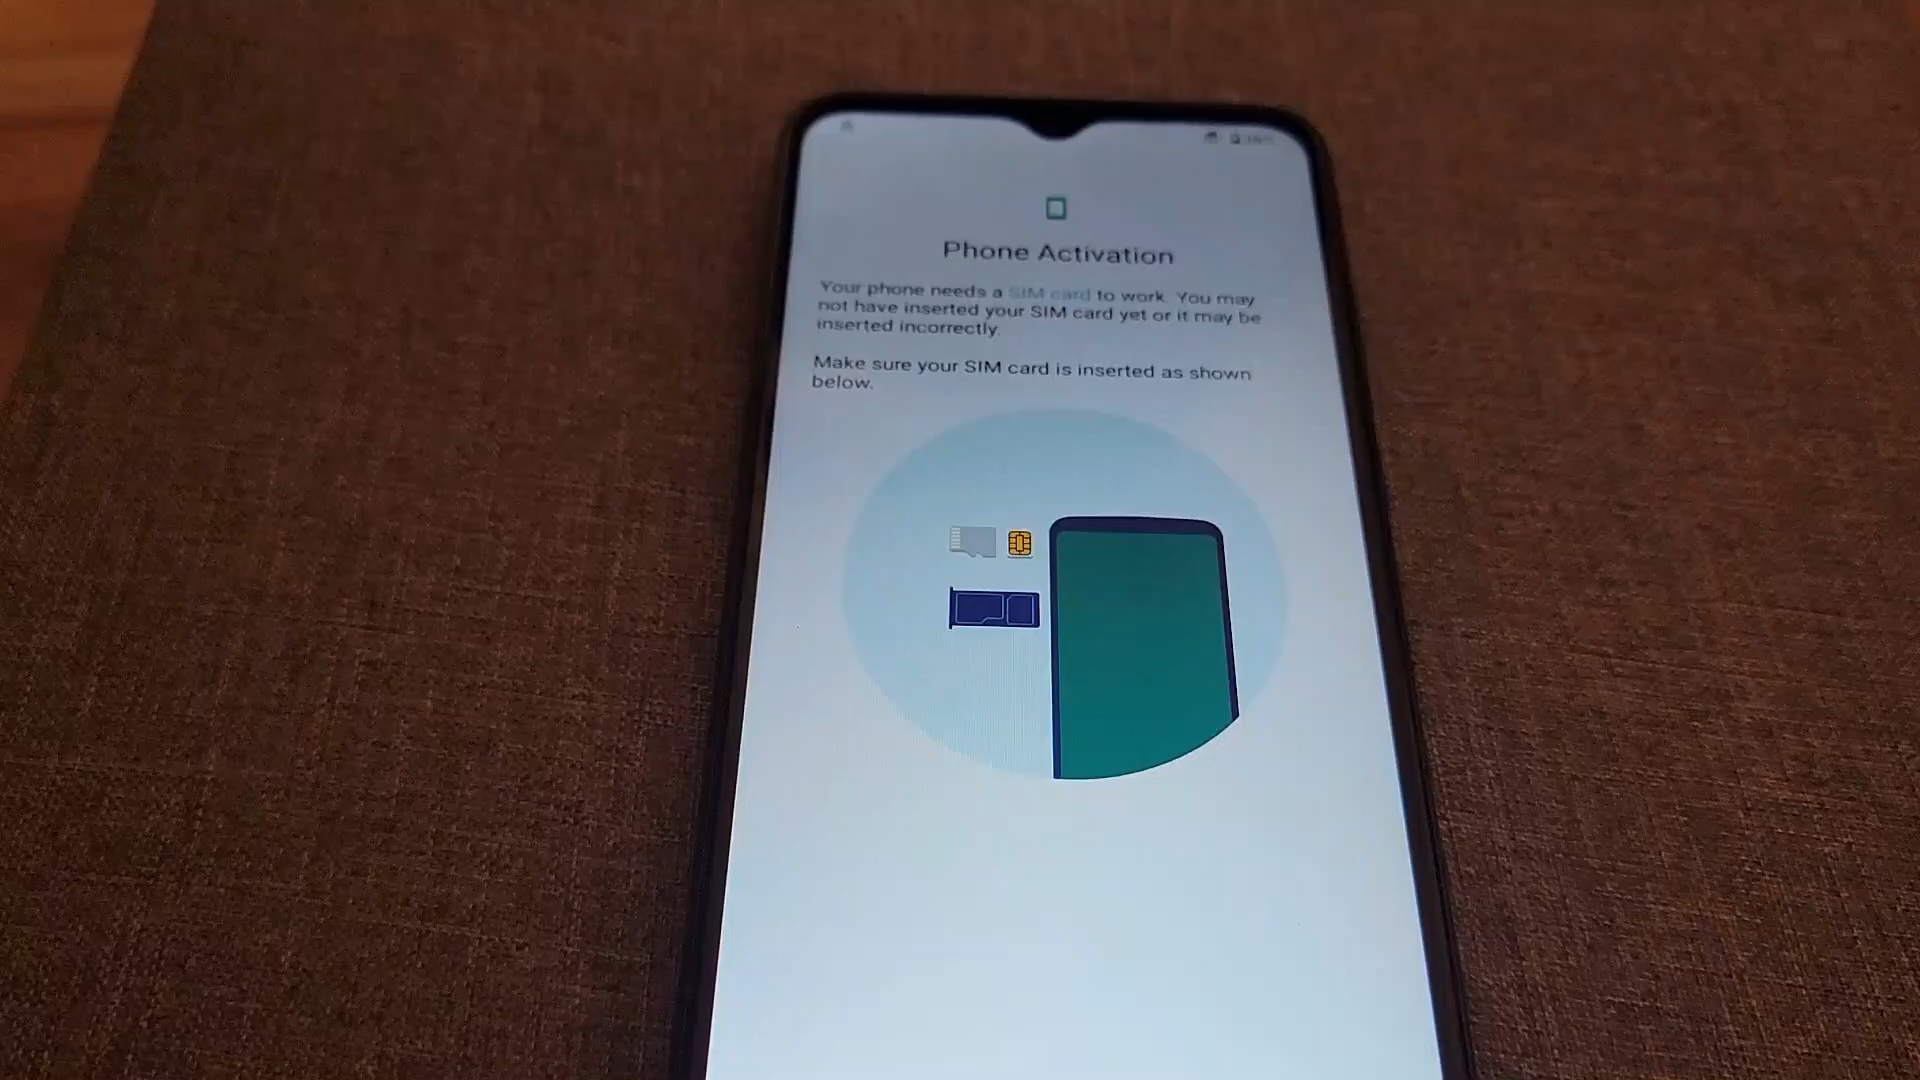 Phone Activation
Your phone needs a SIM card to work. You may
not have inserted your SIM card yet or it may be
inserted incorrectly.
Make sure your SIM card is inserted as shown
below.